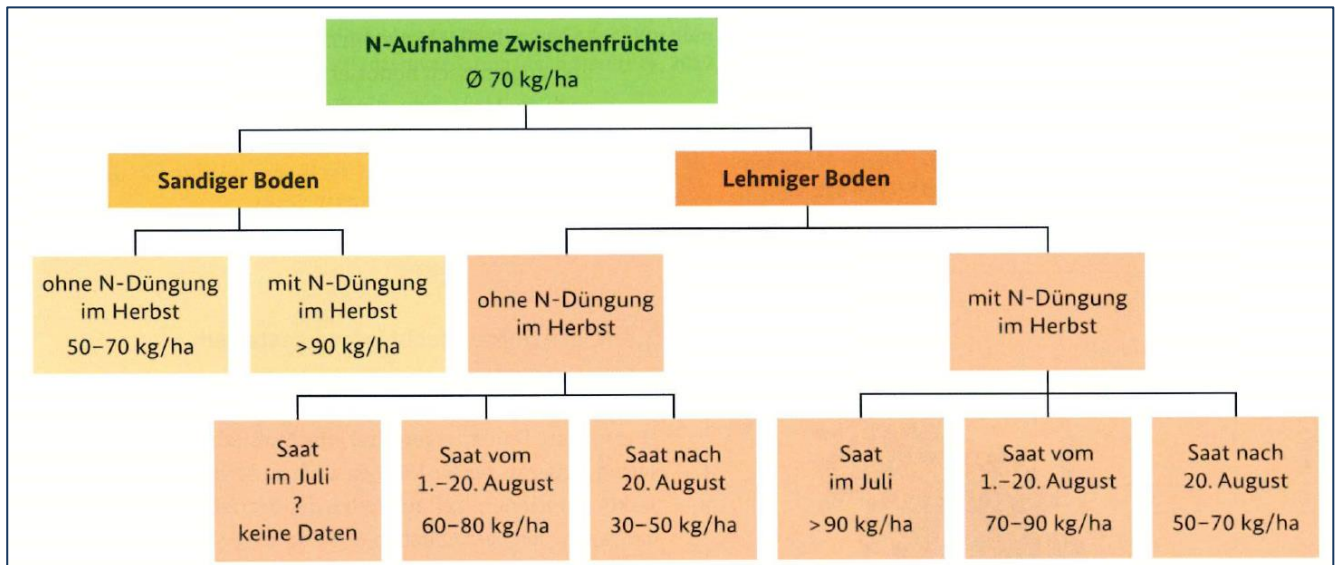 N-Aufnahme Zwischenfrüchte
Ø 70 kg/ha
Sandiger Boden
Lehmiger Boden
ohne N-Düngung
im Herbst
50–70 kg/ha
mit N-Düngung
im Herbst
>90 kg/ha
ohne N-Düngung
im Herbst
mit N-Düngung
im Herbst
Saat
im Juli
?
keine Daten
Saat vom
1.–20. August
60–80 kg/ha
Saat nach
20. August
30–50 kg/ha
Saat
im Juli
>90 kg/ha
Saat vom
1.–20. August
70–90 kg/ha
Saat nach
20. August
50–70 kg/ha